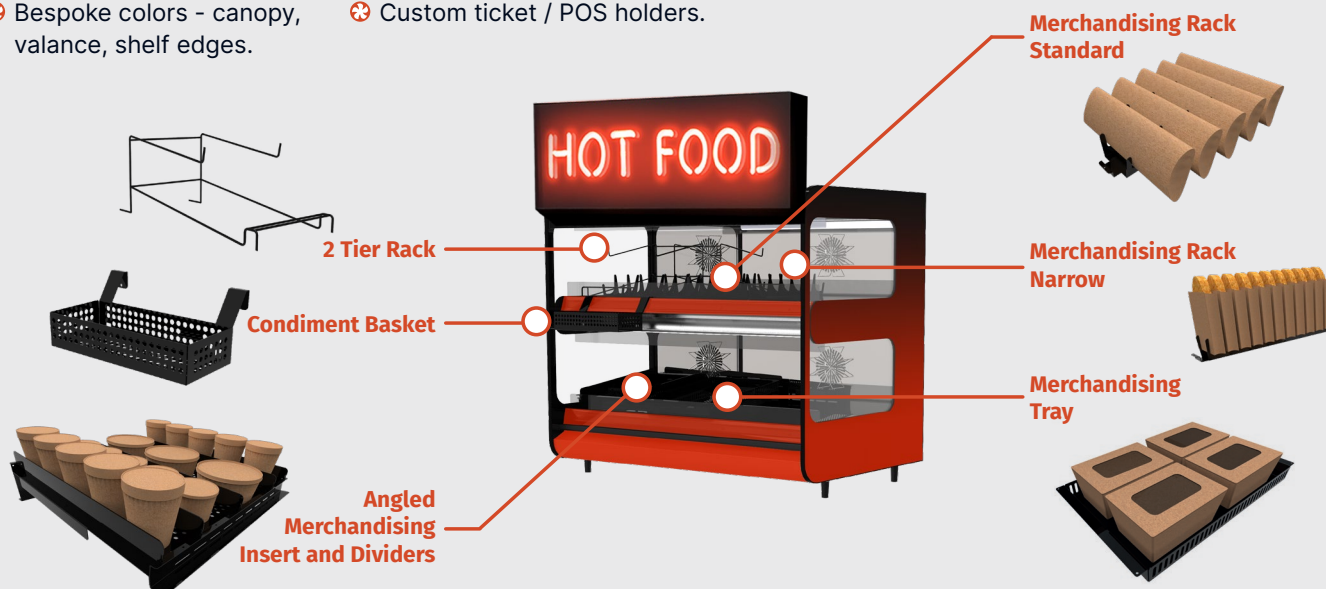 Bespoke colors - canopy,
valance, shelf edges.
Custom ticket / POS holders.
Merchandising Rack
Standard
HOT FOOD
2 Tier Rack
Merchandising Rack
Narrow
Condiment Basket
Merchandising
Tray
Angled
Merchandising
Insert and Dividers